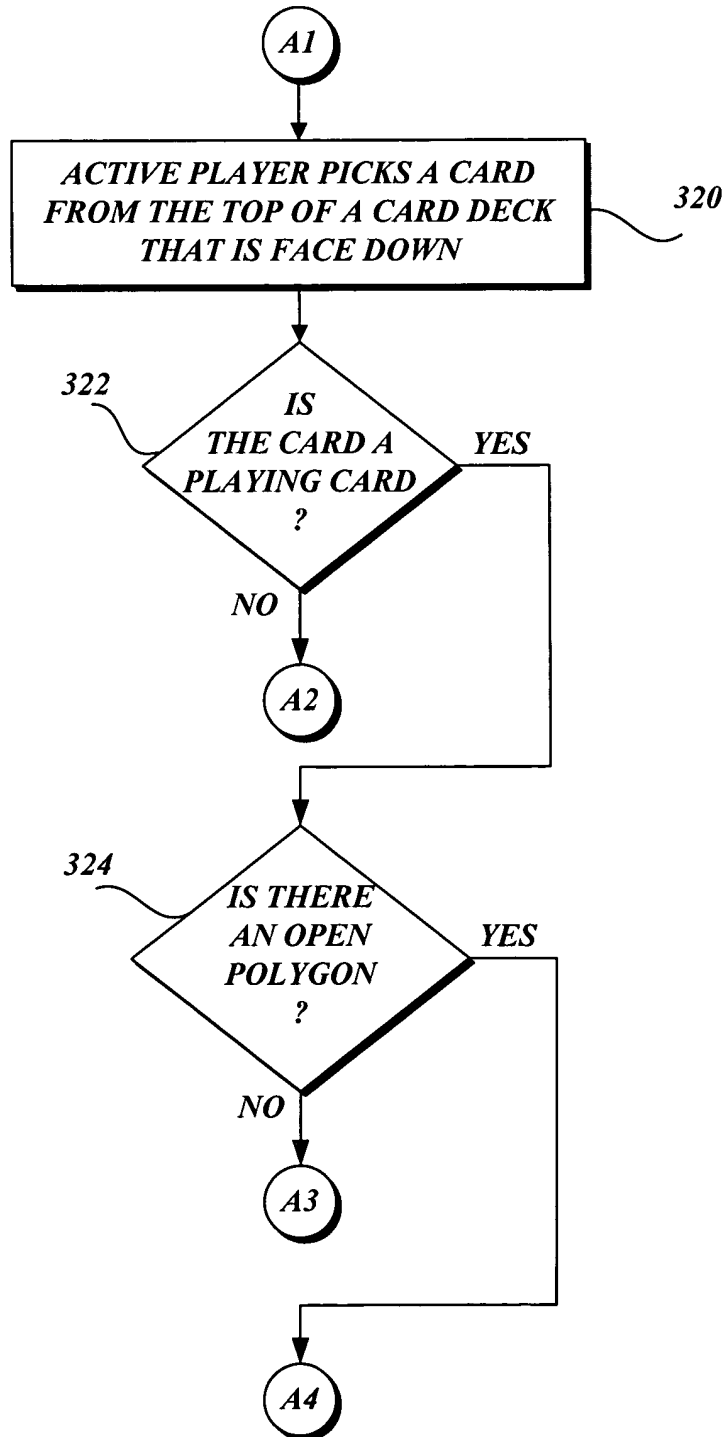 A1
ACTIVE PLAYER PICKS A CARD
FROM THE TOP OF A CARD DECK
THAT IS FACE DOWN
320
322
IS
THE CARD A
PLAYING CARD
?
YES
NO
A2
324
IS THERE
AN OPEN
POLYGON
?
YES
NO
A3
A4